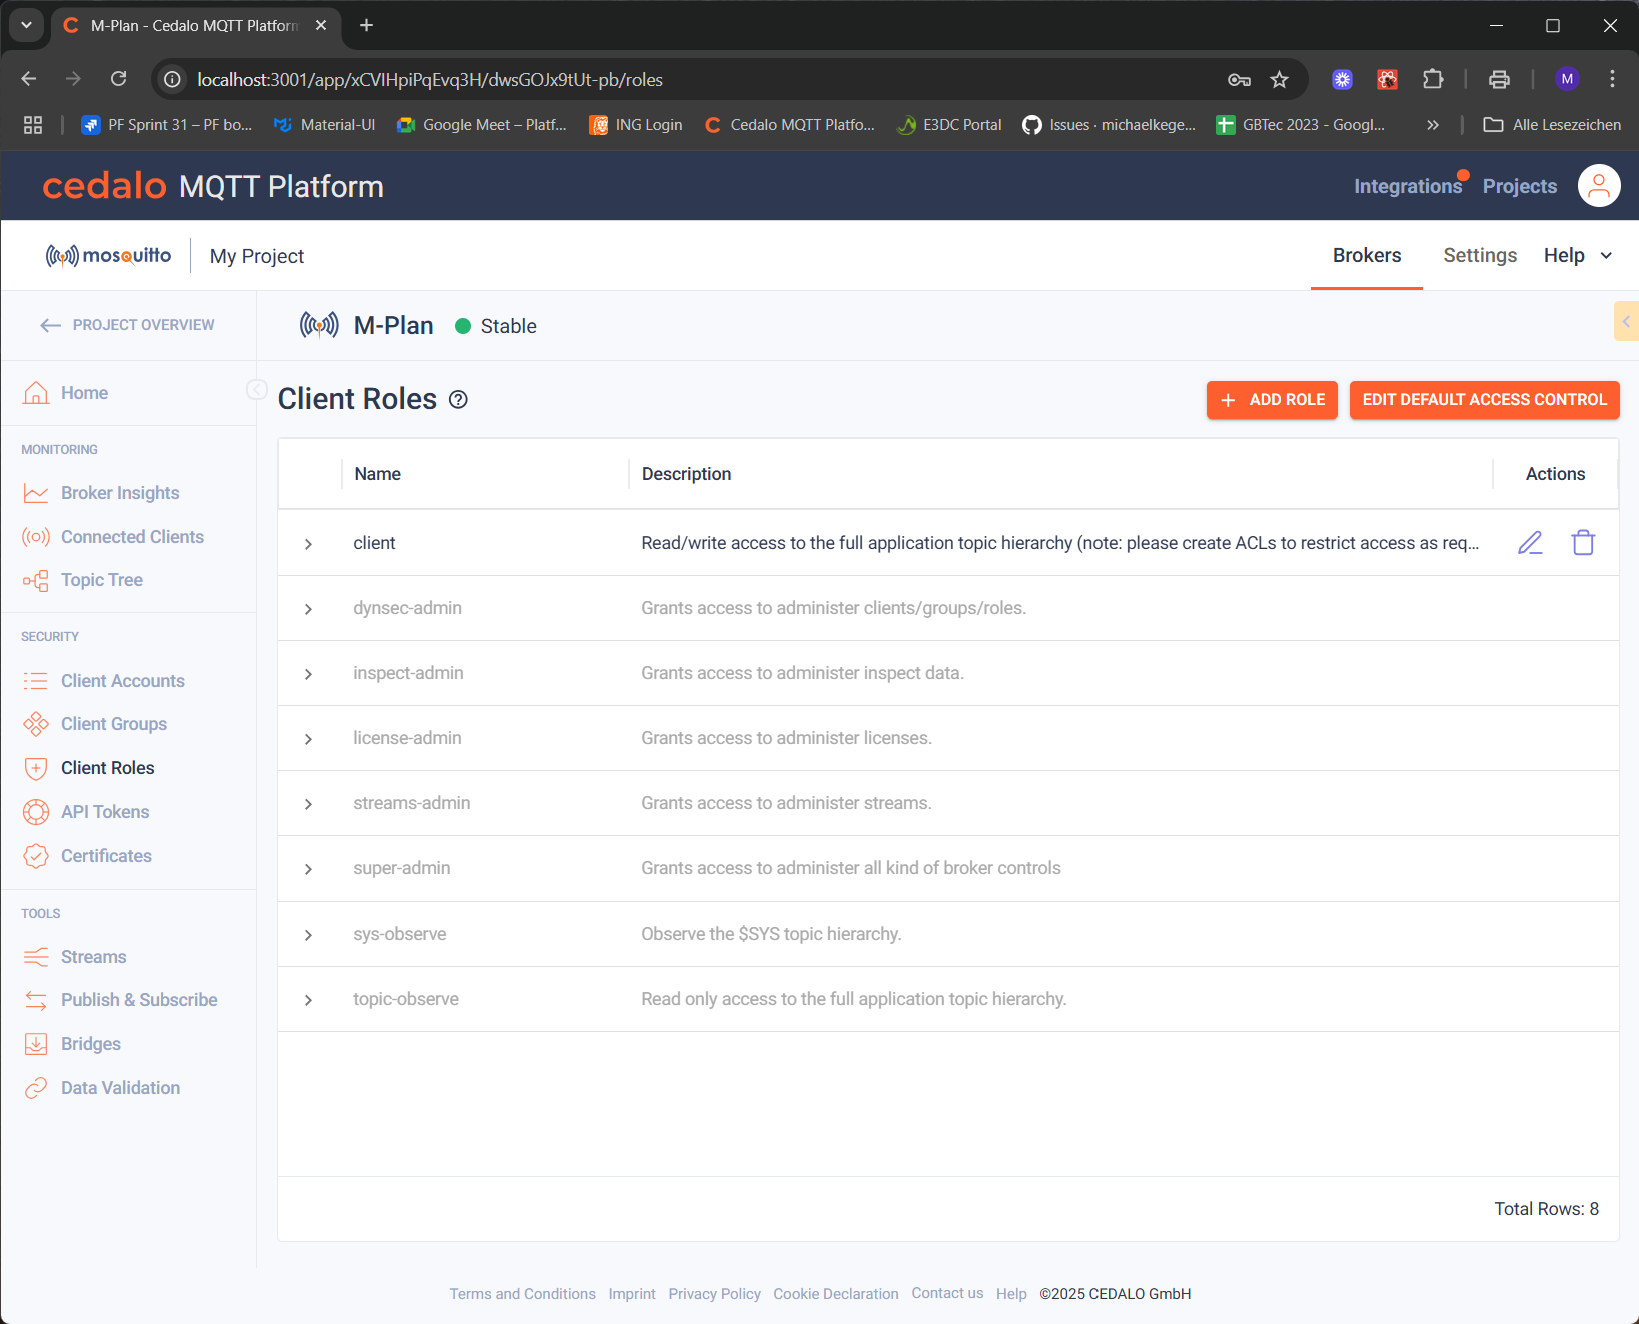 M-Plan - Cedalo MQTT Platform
localhost:3001/app/xCVIHpiPqEvq3H/dwsGOJx9tUt-pb/roles
M
PF Sprint 31 – PF bo...
Material-UI
Google Meet – Platf...
ING Login
Cedalo MQTT Platfo...
E3DC Portal
Issues · michaelkege...
GBTec 2023 - Googl...
Alle Lesezeichen
cedalo MQTT Platform
Integrations
Projects
mosquitto
My Project
Brokers
Settings
Help
PROJECT OVERVIEW
M-Plan
Stable
Home
MONITORING
Broker Insights
Connected Clients
Topic Tree
SECURITY
Client Accounts
Client Groups
Client Roles
API Tokens
Certificates
TOOLS
Streams
Publish & Subscribe
Bridges
Data Validation
Client Roles
ADD ROLE
EDIT DEFAULT ACCESS CONTROL
Name Description Actions
client Read/write access to the full application topic hierarchy (note: please create ACLs to restrict access as req...
dynsec-admin Grants access to administer clients/groups/roles.
inspect-admin Grants access to administer inspect data.
license-admin Grants access to administer licenses.
streams-admin Grants access to administer streams.
super-admin Grants access to administer all kind of broker controls
sys-observe Observe the $SYS topic hierarchy.
topic-observe Read only access to the full application topic hierarchy.
Total Rows: 8
Terms and Conditions Imprint Privacy Policy Cookie Declaration Contact us Help ©2025 CEDALO GmbH